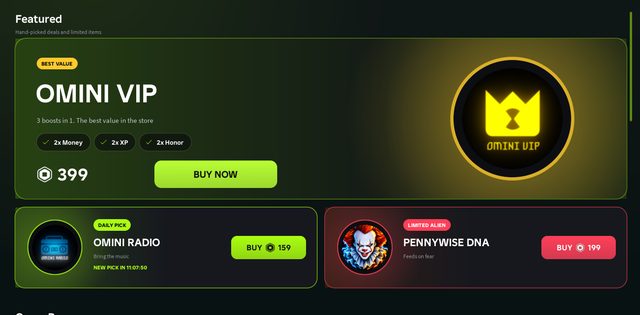 Featured
Hand-picked deals and limited items
BEST VALUE
OMINI VIP
3 boosts in 1. The best value in the store
2x Money
2x XP
2x Honor
399
BUY NOW
OMINI VIP
DAILY PICK
OMINI RADIO
Bring the music
NEW PICK IN 11:07:50
BUY 159
OMINI RADIO
LIMITED ALIEN
PENNYWISE DNA
Feeds on fear
BUY 199